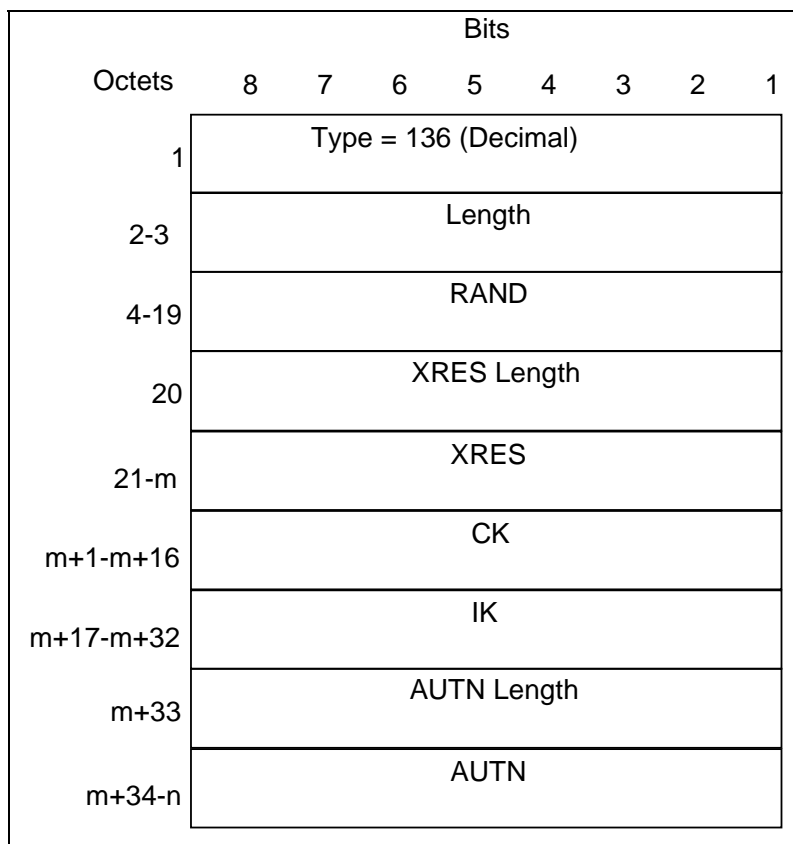 Bits
Octets 8 7 6 5 4 3 2 1
1 Type = 136 (Decimal)
2-3 Length
4-19 RAND
20 XRES Length
21-m XRES
m+1-m+16 CK
m+17-m+32 IK
m+33 AUTN Length
m+34-n AUTN